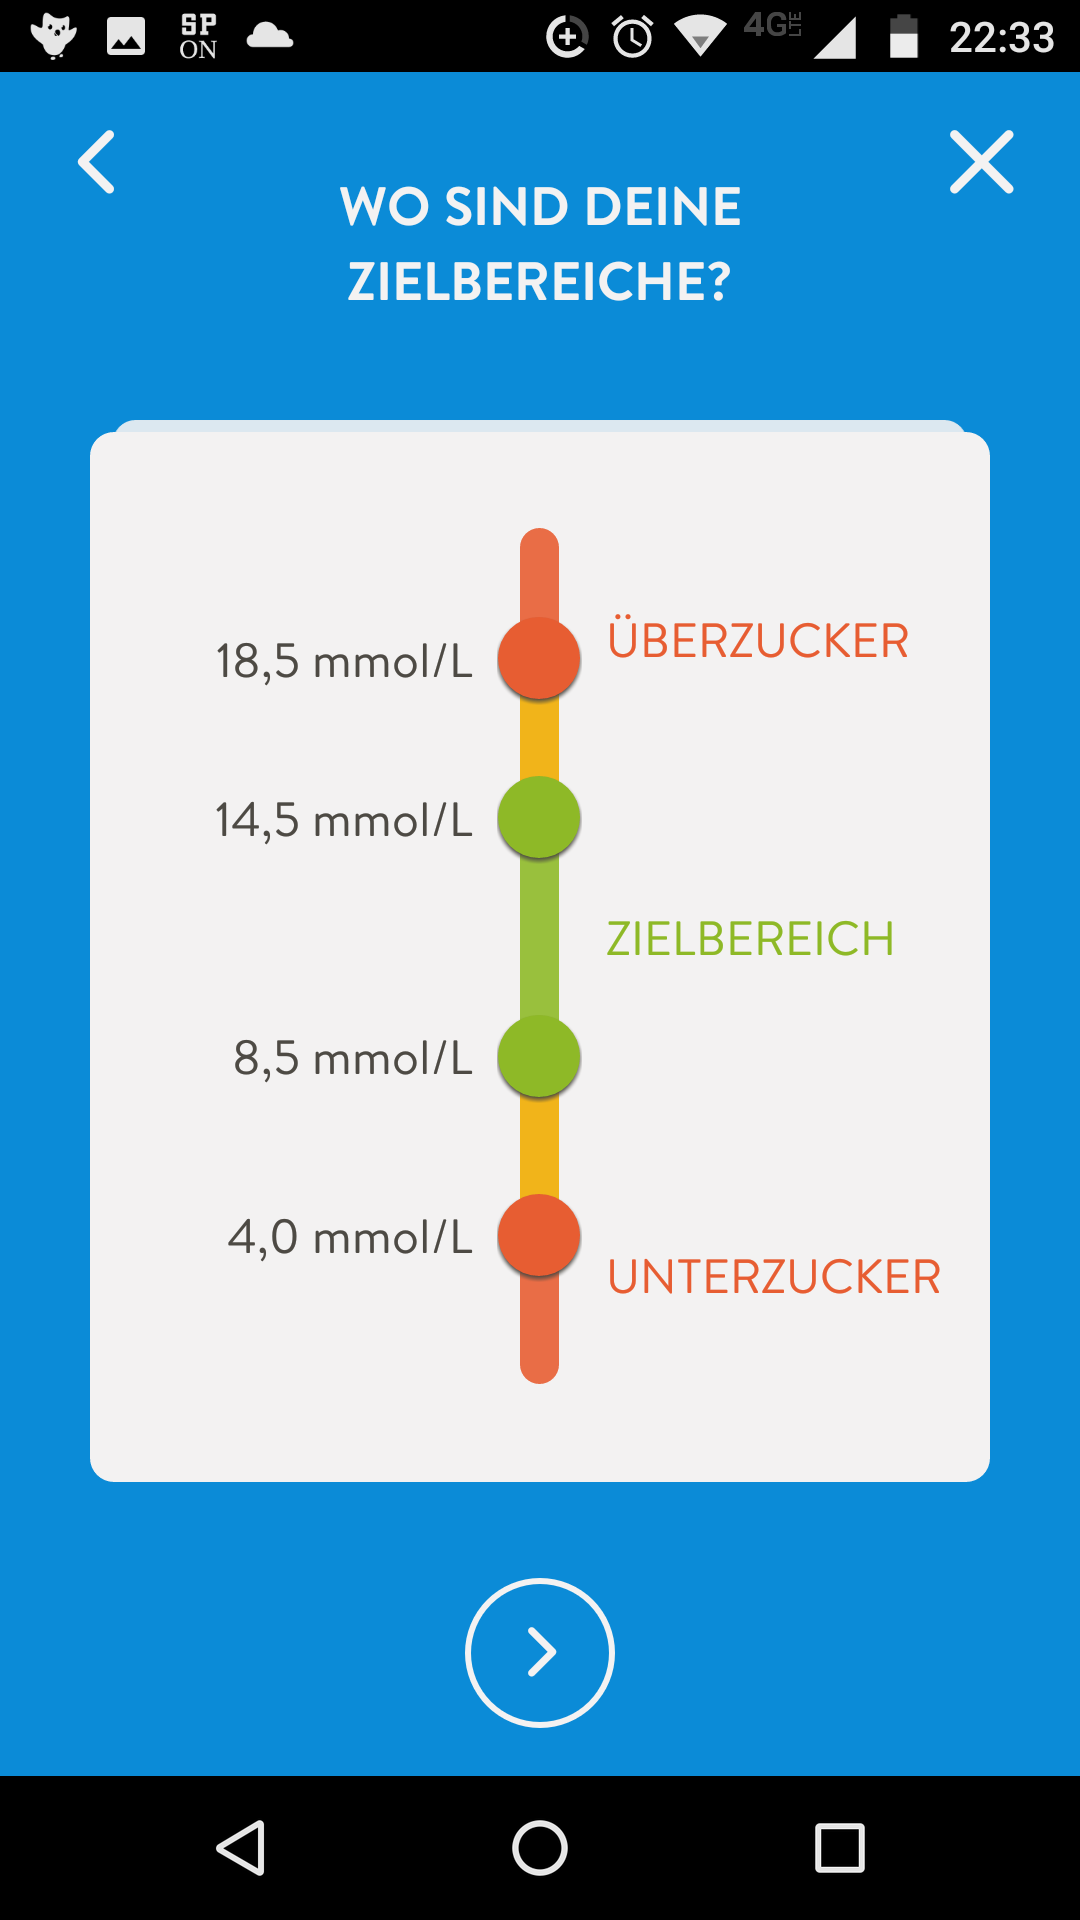 SP
ON
4G LTE
22:33
WO SIND DEINE
ZIELBEREICHE?
ÜBERZUCKER
18,5 mmol/L
14,5 mmol/L
ZIELBEREICH
8,5 mmol/L
4,0 mmol/L
UNTERZUCKER